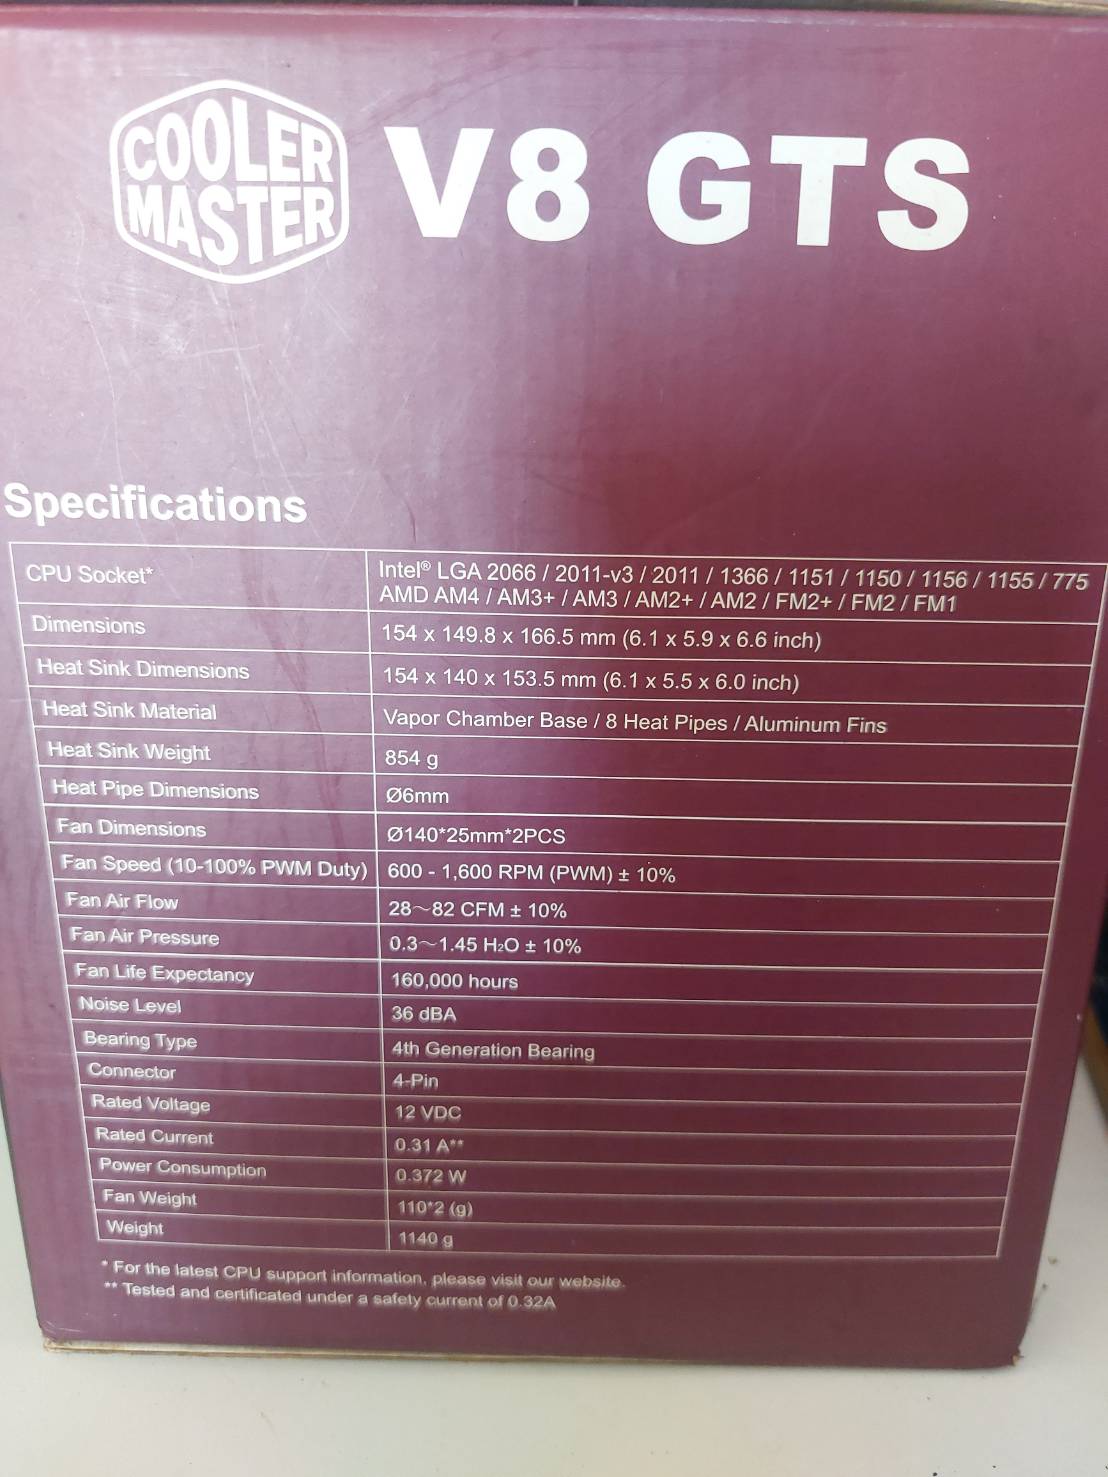 COOLER
MASTER
V8 GTS
Specifications
CPU Socket* Intel® LGA 2066 / 2011-v3 / 2011 / 1366 / 1151 / 1150 / 1156 / 1155 / 775
AMD AM4 / AM3+ / AM3 / AM2+ / AM2 / FM2+ / FM2 / FM1
Dimensions 154 x 149.8 x 166.5 mm (6.1 x 5.9 x 6.6 inch)
Heat Sink Dimensions 154 x 140 x 153.5 mm (6.1 x 5.5 x 6.0 inch)
Heat Sink Material Vapor Chamber Base / 8 Heat Pipes / Aluminum Fins
Heat Sink Weight 854 g
Heat Pipe Dimensions Ø6mm
Fan Dimensions Ø140*25mm*2PCS
Fan Speed (10-100% PWM Duty) 600 - 1,600 RPM (PWM) ± 10%
Fan Air Flow 28~82 CFM ± 10%
Fan Air Pressure 0.3~1.45 H₂O ± 10%
Fan Life Expectancy 160,000 hours
Noise Level 36 dBA
Bearing Type 4th Generation Bearing
Connector 4-Pin
Rated Voltage 12 VDC
Rated Current 0.31 A**
Power Consumption 0.372 W
Fan Weight 110*2 (g)
Weight 1140 g
* For the latest CPU support information, please visit our website.
** Tested and certificated under a safety current of 0.32A